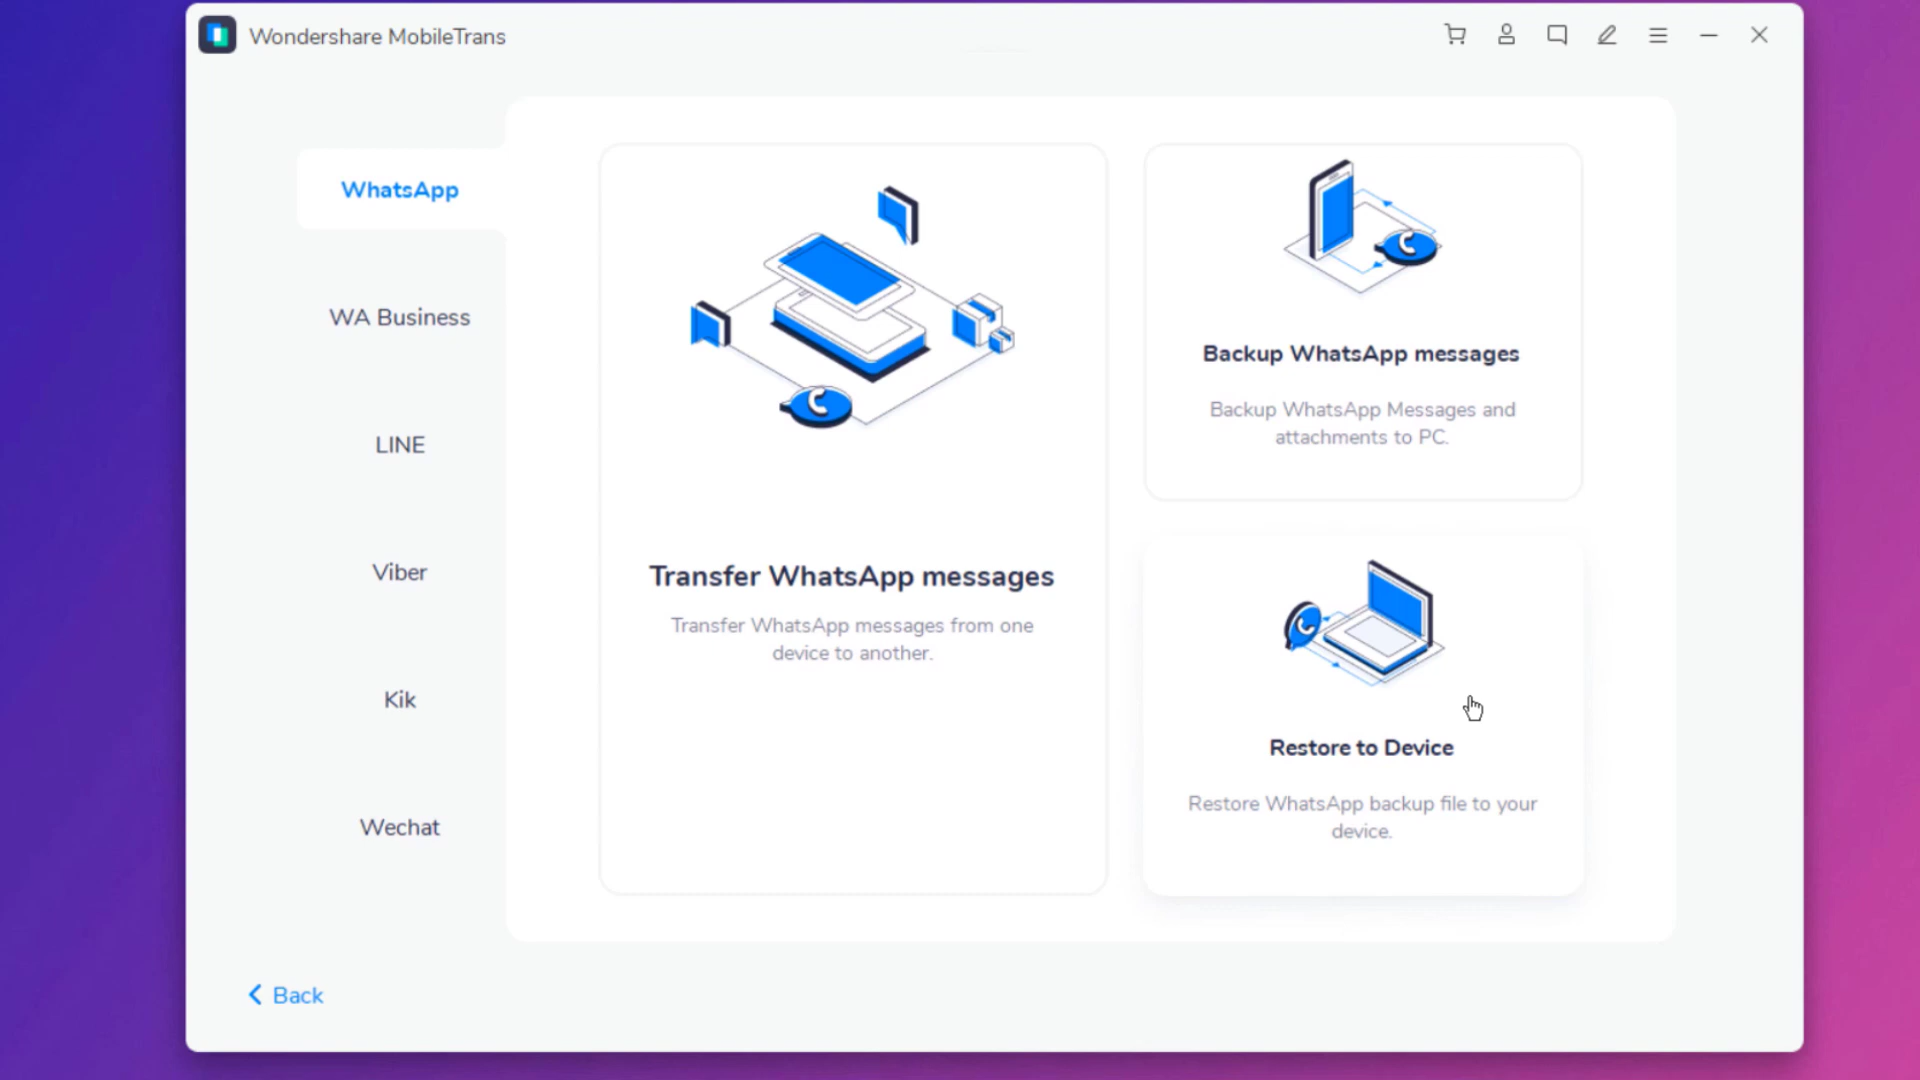 Wondershare MobileTrans
WhatsApp
WA Business
LINE
Viber
Kik
Wechat
Transfer WhatsApp messages
Transfer WhatsApp messages from one
device to another.
Backup WhatsApp messages
Backup WhatsApp Messages and
attachments to PC.
Restore to Device
Restore WhatsApp backup file to your
device.
Back